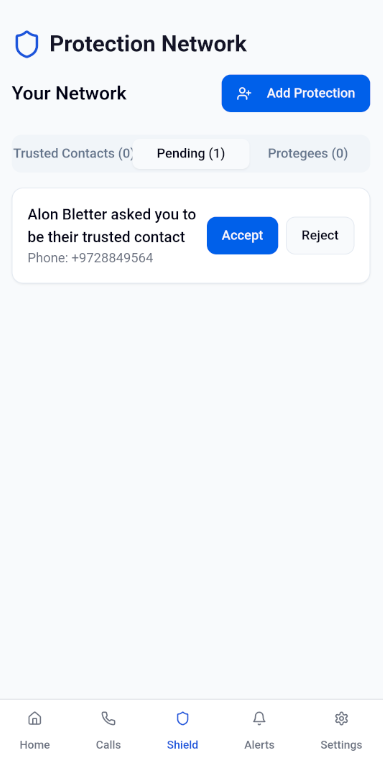 Protection Network
Your Network
Add Protection
Trusted Contacts (0)
Pending (1)
Protegees (0)
Alon Bletter asked you to
be their trusted contact
Phone: +9728849564
Accept
Reject
Home
Calls
Shield
Alerts
Settings